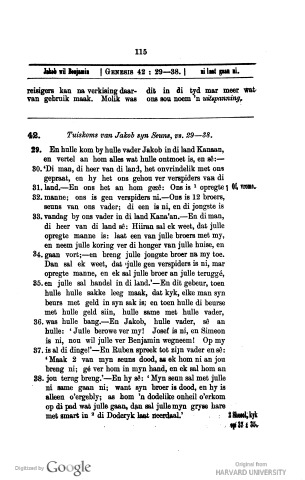 115
Jakob wil Benjamin [GENESIS 42 : 29—38.] ni laat gaan ni.
reisigers kan na verkising daar- dit in di tyd mar meer wat
van gebruik maak. Molik was ons sou noem 'n uitspanning,
42. Tuiskoms van Jakob syn Seuns, vs. 29—38.
29. En hulle kom by hulle vader Jakob in di land Kanaan,
en vertel an hom alles wat hulle ontmoet is, en sê:—
30. 'Di man, di heer van di land, het onvrindelik met ons
gepraat, en hy het ons gehou ver verspiders van di
31. land.—En ons het an hom gesê: Ons is ¹ opregte ¹ Of, vrome.
32. manne; ons is gen verspiders ni.—Ons is 12 broers,
seuns van ons vader; di een is ni, en di jongste is
33. vandag by ons vader in di land Kana'an.—En di man,
di heer van di land sê: Hiiran sal ek weet, dat julle
opregte manne is: laat een van julle broers met my,
en neem julle koring ver di honger van julle huise, en
34. gaan vort;—en breng julle jongste broer na my toe.
Dan sal ek weet, dat julle gen verspiders is ni, mar
opregte manne, en ek sal julle broer an julle teruggé,
35. en julle sal handel in di land.'—En dit gebeur, toen
hulle hulle sakke leeg maak, dat kyk, elke man syn
beurs met geld in syn sak is; en toen hulle di beurse
met hulle geld siin, hulle same met hulle vader,
36. was hulle bang.—En Jakob, hulle vader, sê an
hulle: 'Julle berowe ver my! Josef is ni, en Simeon
is ni, nou wil julle ver Benjamin wegneem! Op my
37. is al di dinge!'—En Ruben spreek tot zijn vader en sê:
'Maak 2 van myn seuns dood, as ek hom ni an jou
breng ni; gé ver hom in myn hand, en ek sal hom an
38. jou terug breng.'—En hy sê: 'Myn seun sal met julle
ni same gaan ni; want syn broer is dood, en hy is
alleen o'ergebly; as hom 'n dodelike onheil o'erkom
op di pad wat julle gaan, dan sal julle myn gryse hare
met smart in ² di Doderyk laat neerdaal.' ² Sheool, kyk
op 33 : 35.
Digitized by Google
Original from
HARVARD UNIVERSITY